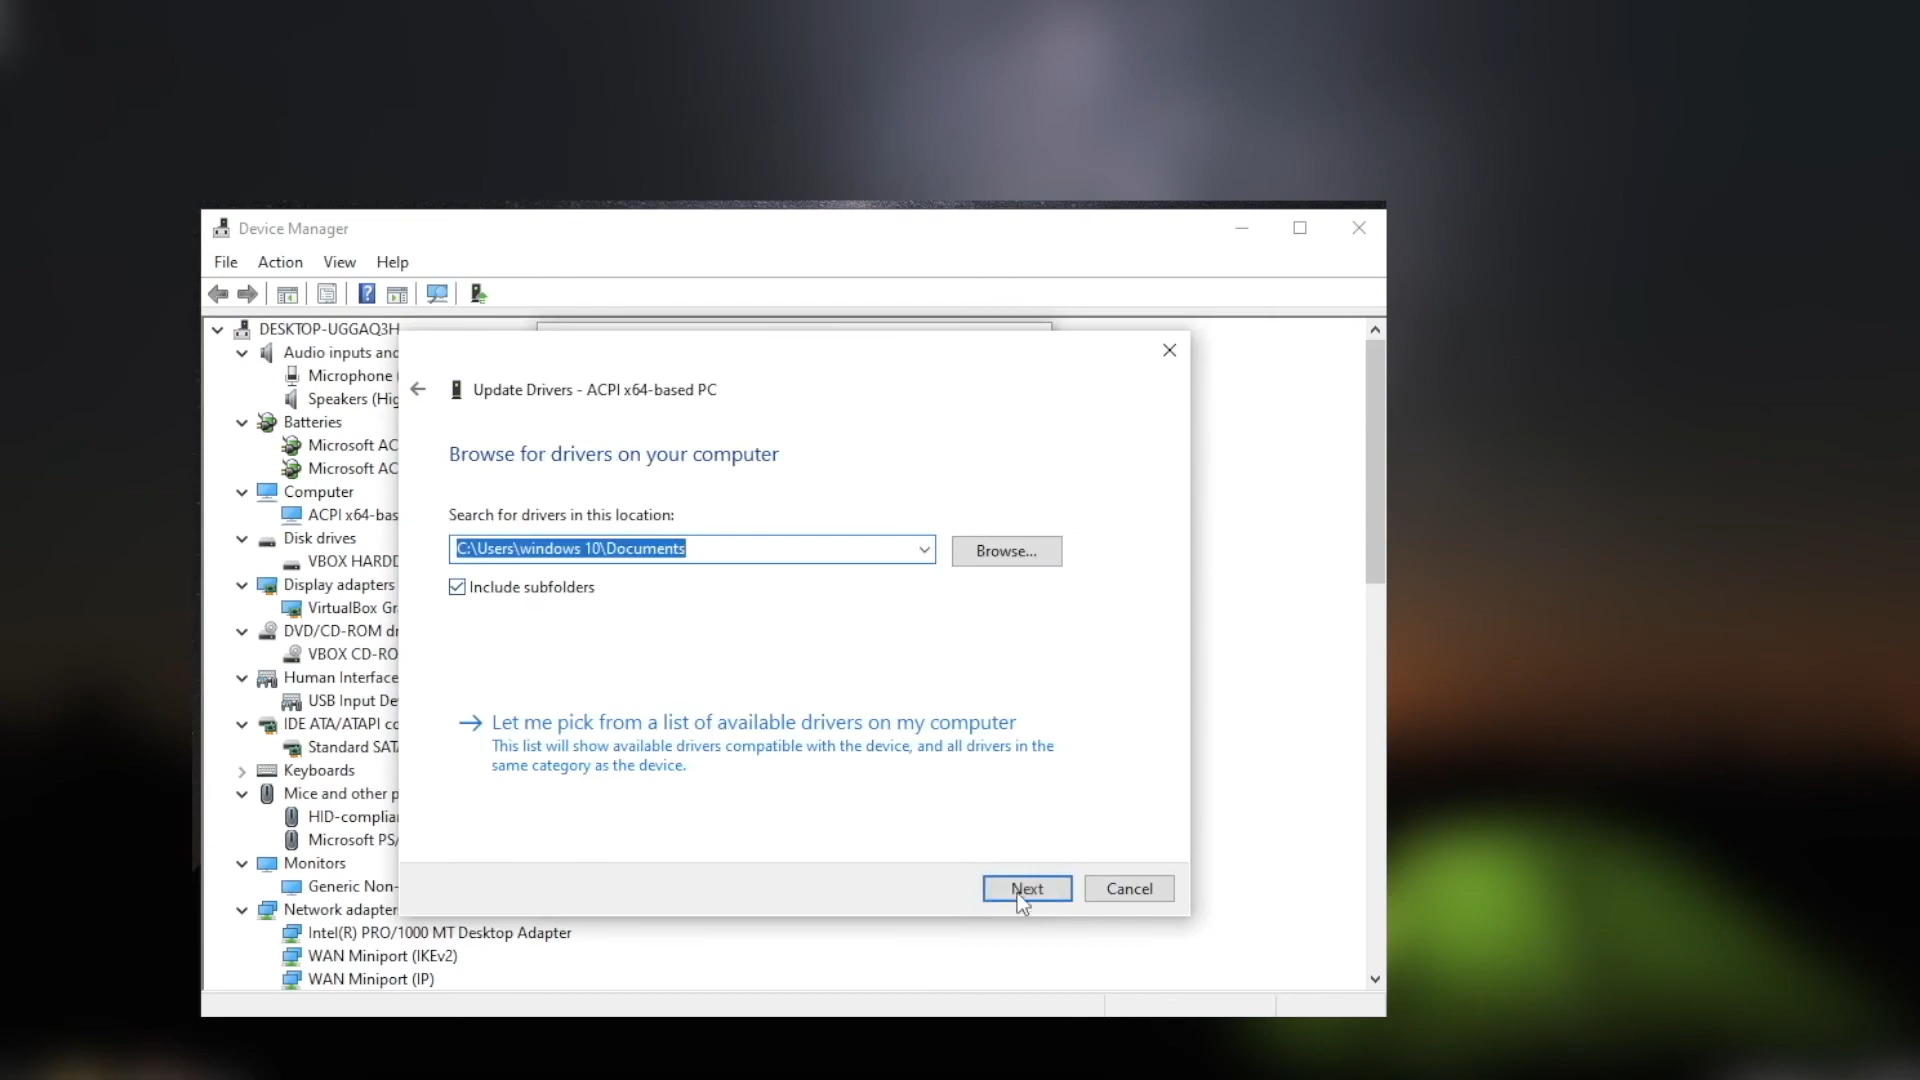 Device Manager
File Action View Help
DESKTOP-UGGAQ3H
Audio inputs and
Microphone (
Speakers (Hig
Batteries
Microsoft AC
Microsoft AC
Computer
ACPI x64-bas
Disk drives
VBOX HARDD
Display adapters
VirtualBox Gr
DVD/CD-ROM dr
VBOX CD-RO
Human Interface
USB Input De
IDE ATA/ATAPI co
Standard SATA
Keyboards
Mice and other p
HID-complian
Microsoft PS/
Monitors
Generic Non-
Network adapter
Intel(R) PRO/1000 MT Desktop Adapter
WAN Miniport (IKEv2)
WAN Miniport (IP)
Update Drivers - ACPI x64-based PC
Browse for drivers on your computer
Search for drivers in this location:
C:\Users\windows 10\Documents
Browse...
Include subfolders
Let me pick from a list of available drivers on my computer
This list will show available drivers compatible with the device, and all drivers in the
same category as the device.
Next Cancel